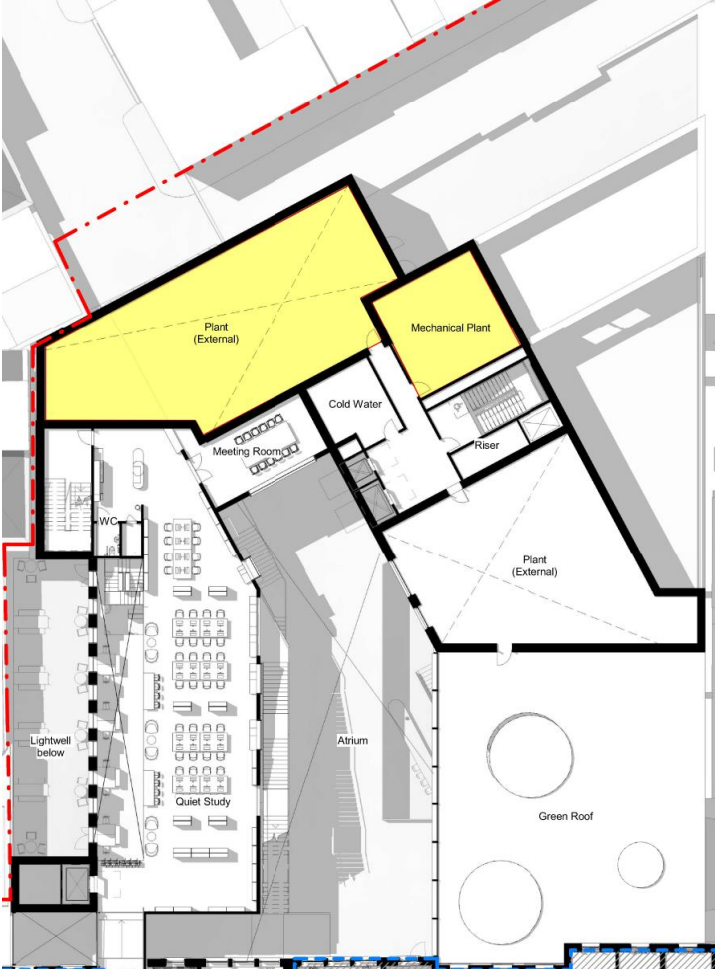 Plant
(External)
Mechanical Plant
Cold Water
Meeting Room
Riser
WC
Plant
(External)
Lightwell
below
Atrium
Quiet Study
Green Roof